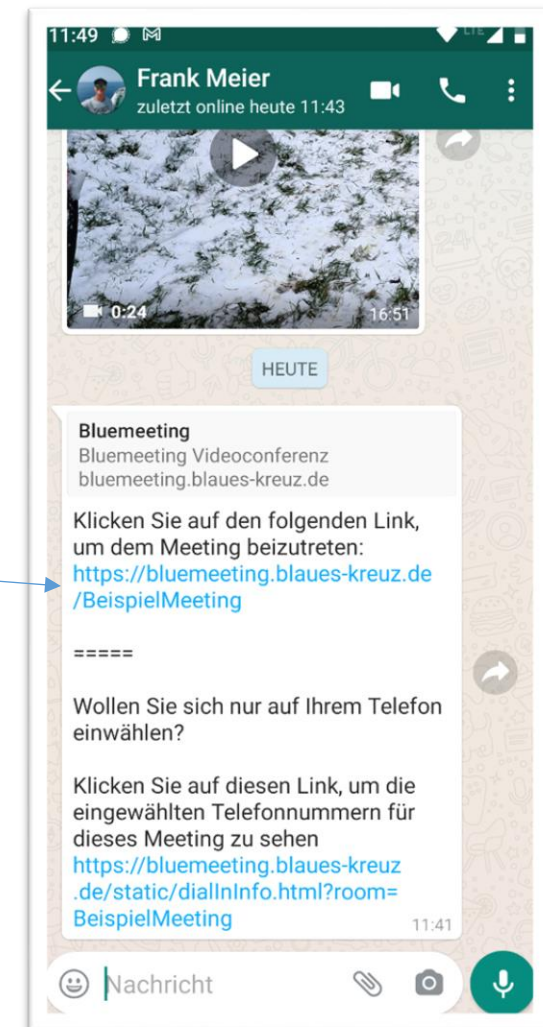 11:49
LTE
Frank Meier
zuletzt online heute 11:43
0:24
16:51
HEUTE
Bluemeeting
Bluemeeting Videoconferenz
bluemeeting.blaues-kreuz.de
Klicken Sie auf den folgenden Link,
um dem Meeting beizutreten:
https://bluemeeting.blaues-kreuz.de
/BeispielMeeting
=====
Wollen Sie sich nur auf Ihrem Telefon
einwählen?
Klicken Sie auf diesen Link, um die
eingewählten Telefonnummern für
dieses Meeting zu sehen
https://bluemeeting.blaues-kreuz
.de/static/dialInInfo.html?room=
BeispielMeeting
11:41
Nachricht